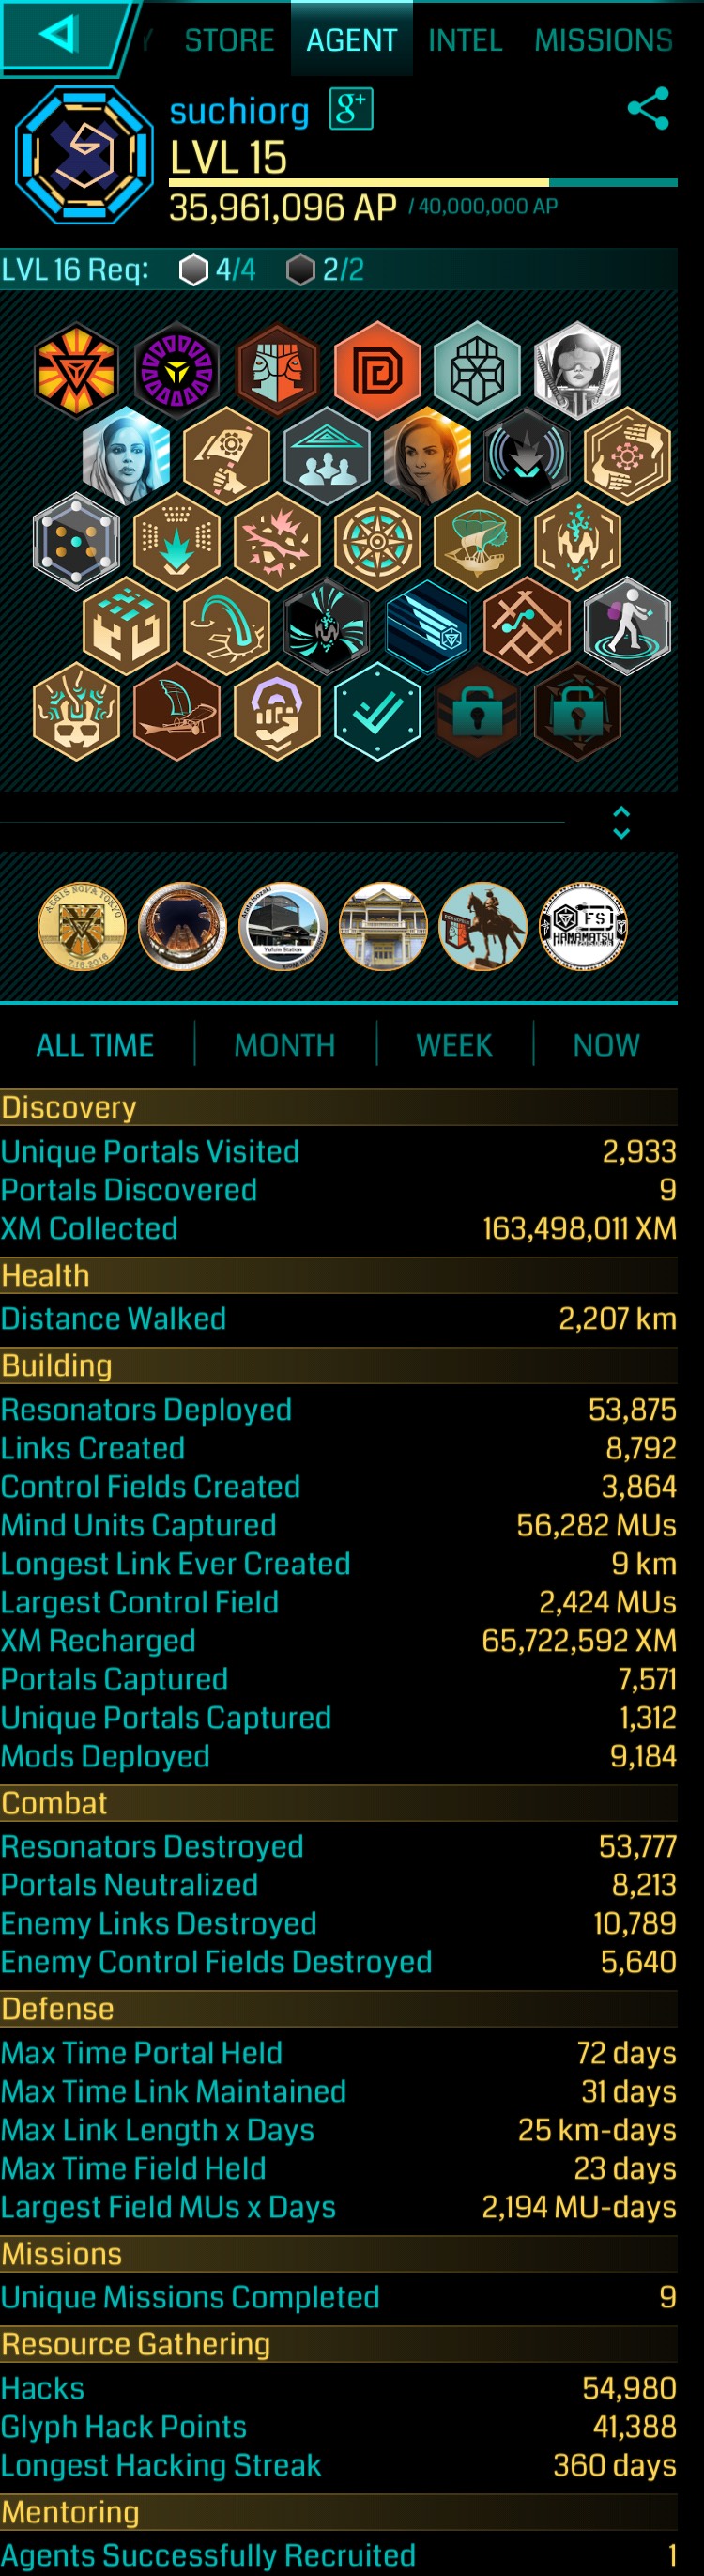 Y STORE AGENT INTEL MISSIONS
suchiorg g+
LVL 15
35,961,096 AP / 40,000,000 AP
LVL 16 Req: 4/4 2/2
AEGIS NOVA TOKYO
7.16.2016
Arata Isozaki
Yufuin Station
PERSEPHOLIS
FS
HAMAMATSU
ALL TIME MONTH WEEK NOW
Discovery
Unique Portals Visited 2,933
Portals Discovered 9
XM Collected 163,498,011 XM
Health
Distance Walked 2,207 km
Building
Resonators Deployed 53,875
Links Created 8,792
Control Fields Created 3,864
Mind Units Captured 56,282 MUs
Longest Link Ever Created 9 km
Largest Control Field 2,424 MUs
XM Recharged 65,722,592 XM
Portals Captured 7,571
Unique Portals Captured 1,312
Mods Deployed 9,184
Combat
Resonators Destroyed 53,777
Portals Neutralized 8,213
Enemy Links Destroyed 10,789
Enemy Control Fields Destroyed 5,640
Defense
Max Time Portal Held 72 days
Max Time Link Maintained 31 days
Max Link Length x Days 25 km-days
Max Time Field Held 23 days
Largest Field MUs x Days 2,194 MU-days
Missions
Unique Missions Completed 9
Resource Gathering
Hacks 54,980
Glyph Hack Points 41,388
Longest Hacking Streak 360 days
Mentoring
Agents Successfully Recruited 1